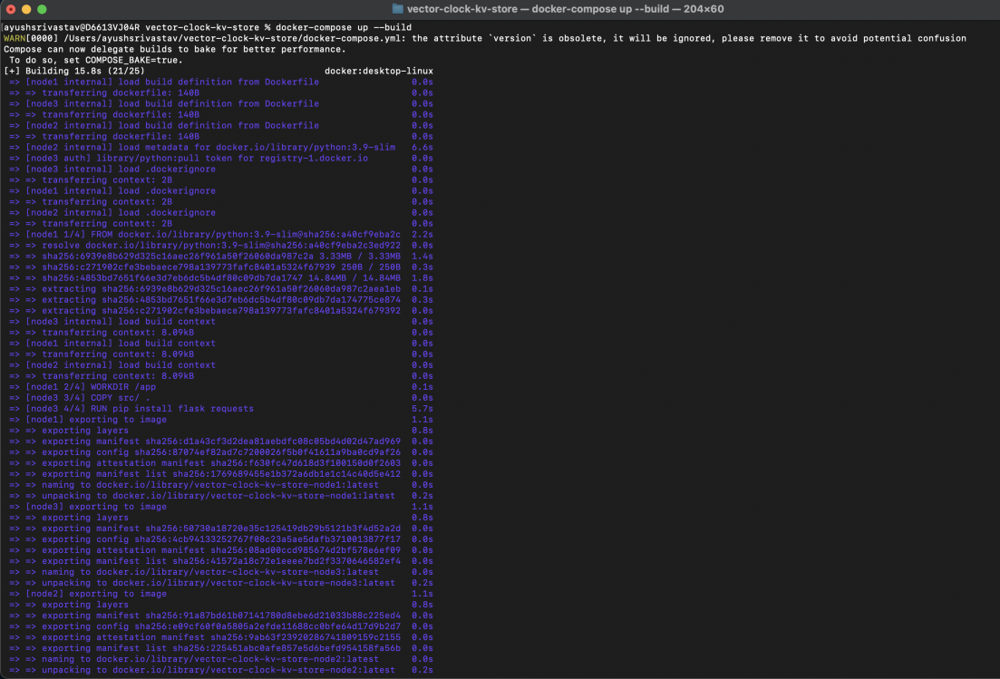 vector-clock-kv-store — docker-compose up --build — 204×60
[ayushsrivastav@D6613VJ04R vector-clock-kv-store % docker-compose up --build
WARN[0000] /Users/ayushsrivastav/vector-clock-kv-store/docker-compose.yml: the attribute `version` is obsolete, it will be ignored, please remove it to avoid potential confusion
Compose can now delegate builds to bake for better performance.
 To do so, set COMPOSE_BAKE=true.
[+] Building 15.8s (21/25) docker:desktop-linux
=> [node1 internal] load build definition from Dockerfile 0.0s
=> => transferring dockerfile: 140B 0.0s
=> [node3 internal] load build definition from Dockerfile 0.0s
=> => transferring dockerfile: 140B 0.0s
=> [node2 internal] load build definition from Dockerfile 0.0s
=> => transferring dockerfile: 140B 0.0s
=> [node2 internal] load metadata for docker.io/library/python:3.9-slim 6.6s
=> [node3 auth] library/python:pull token for registry-1.docker.io 0.0s
=> [node3 internal] load .dockerignore 0.0s
=> => transferring context: 2B 0.0s
=> [node1 internal] load .dockerignore 0.0s
=> => transferring context: 2B 0.0s
=> [node2 internal] load .dockerignore 0.0s
=> => transferring context: 2B 0.0s
=> [node1 1/4] FROM docker.io/library/python:3.9-slim@sha256:a40cf9eba2c 2.2s
=> => resolve docker.io/library/python:3.9-slim@sha256:a40cf9eba2c3ed922 0.0s
=> => sha256:6939e8b629d325c16aec26f961a50f26060da987c2a 3.33MB / 3.33MB 1.4s
=> => sha256:c271902cfe3bebaece798a139773fafc8401a5324f67939 250B / 250B 0.3s
=> => sha256:4853bd7651f66e3d7eb6dc5b4df80c09db7da1747 14.84MB / 14.84MB 1.8s
=> => extracting sha256:6939e8b629d325c16aec26f961a50f26060da987c2aea1eb 0.1s
=> => extracting sha256:4853bd7651f66e3d7eb6dc5b4df80c09db7da174775ce874 0.3s
=> => extracting sha256:c271902cfe3bebaece798a139773fafc8401a5324f679392 0.0s
=> [node3 internal] load build context 0.0s
=> => transferring context: 8.09kB 0.0s
=> [node1 internal] load build context 0.0s
=> => transferring context: 8.09kB 0.0s
=> [node2 internal] load build context 0.0s
=> => transferring context: 8.09kB 0.0s
=> [node1 2/4] WORKDIR /app 0.1s
=> [node3 3/4] COPY src/ . 0.0s
=> [node3 4/4] RUN pip install flask requests 5.7s
=> [node1] exporting to image 1.1s
=> => exporting layers 0.8s
=> => exporting manifest sha256:d1a43cf3d2dea81aebdfc08c05bd4d02d47ad969 0.0s
=> => exporting config sha256:87074ef82ad7c7200026f5b0f41611a9ba0cd9af26 0.0s
=> => exporting attestation manifest sha256:f630fc47d618d3f100150d0f2603 0.0s
=> => exporting manifest list sha256:1769689455e1b372a6db1e1c14c40d5e412 0.0s
=> => naming to docker.io/library/vector-clock-kv-store-node1:latest 0.0s
=> => unpacking to docker.io/library/vector-clock-kv-store-node1:latest 0.2s
=> [node3] exporting to image 1.1s
=> => exporting layers 0.8s
=> => exporting manifest sha256:50730a18720e35c125419db29b5121b3f4d52a2d 0.0s
=> => exporting config sha256:4cb94133252767f08c23a5ae5dafb3710013877f17 0.0s
=> => exporting attestation manifest sha256:08ad00ccd985674d2bf578e6ef09 0.0s
=> => exporting manifest list sha256:41572a18c72e1eeee7bd2f3370646582ef4 0.0s
=> => naming to docker.io/library/vector-clock-kv-store-node3:latest 0.0s
=> => unpacking to docker.io/library/vector-clock-kv-store-node3:latest 0.2s
=> [node2] exporting to image 1.1s
=> => exporting layers 0.8s
=> => exporting manifest sha256:91a87bd61b07141780d8ebe6d21033b88c225ed4 0.0s
=> => exporting config sha256:e09cf60f0a5805a2efde11688cc0bfe64d17d9b2d7 0.0s
=> => exporting attestation manifest sha256:9ab63f23920286741809159c2155 0.0s
=> => exporting manifest list sha256:225451abc0afe857e5d6befd954158fa56b 0.0s
=> => naming to docker.io/library/vector-clock-kv-store-node2:latest 0.0s
=> => unpacking to docker.io/library/vector-clock-kv-store-node2:latest 0.2s